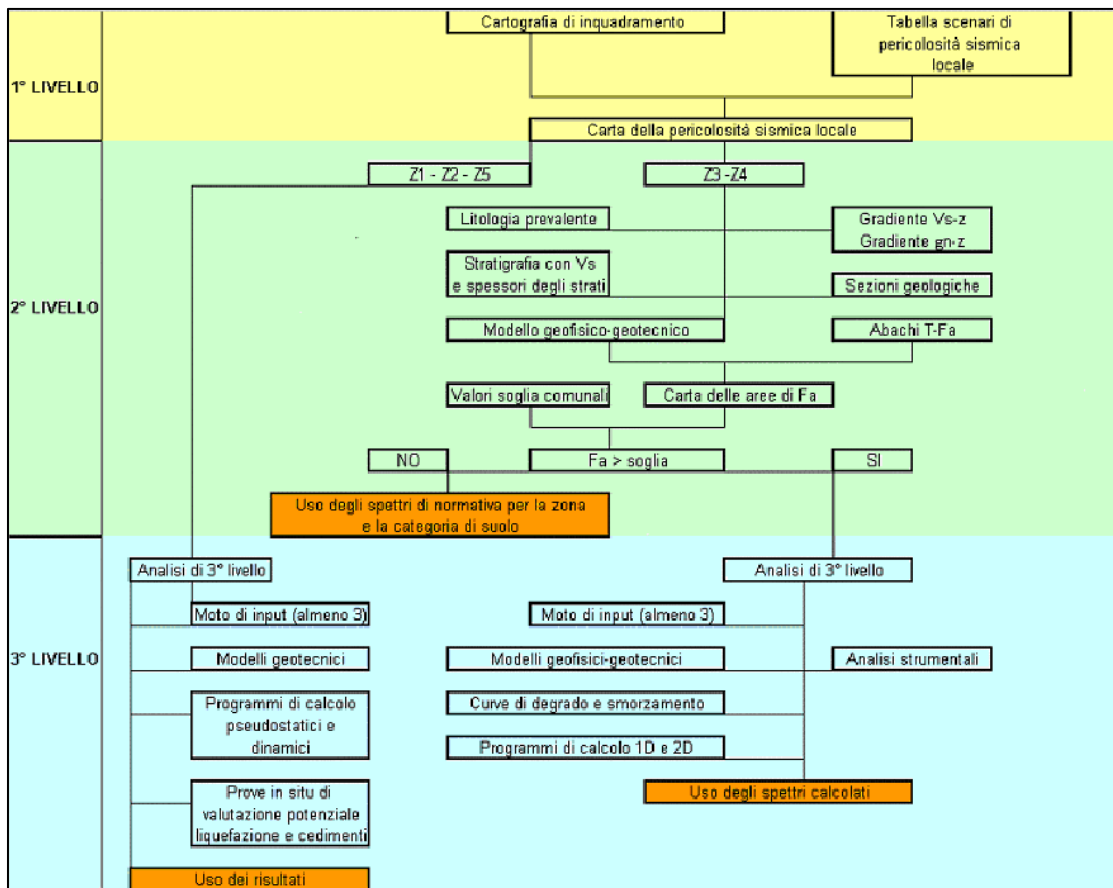 Cartografia di inquadramento
Tabella scenari di
pericolosità sismica
locale
1° LIVELLO
Carta della pericolosità sismica locale
Z1 - Z2 - Z5
Z3 -Z4
Litologia prevalente
Gradiente Vs-z
Gradiente gn-z
Stratigrafia con Vs
e spessori degli strati
Sezioni geologiche
2° LIVELLO
Modello geofisico-geotecnico
Abachi T-Fa
Valori soglia comunali
Carta delle aree di Fa
NO
Fa > soglia
SI
Uso degli spettri di normativa per la zona
e la categoria di suolo
Analisi di 3° livello
Analisi di 3° livello
Moto di input (almeno 3)
Moto di input (almeno 3)
3° LIVELLO
Modelli geotecnici
Modelli geofisici-geotecnici
Analisi strumentali
Programmi di calcolo
pseudostatici e
dinamici
Curve di degrado e smorzamento
Programmi di calcolo 1D e 2D
Prove in situ di
valutazione potenziale
liquefazione e cedimenti
Uso degli spettri calcolati
Uso dei risultati